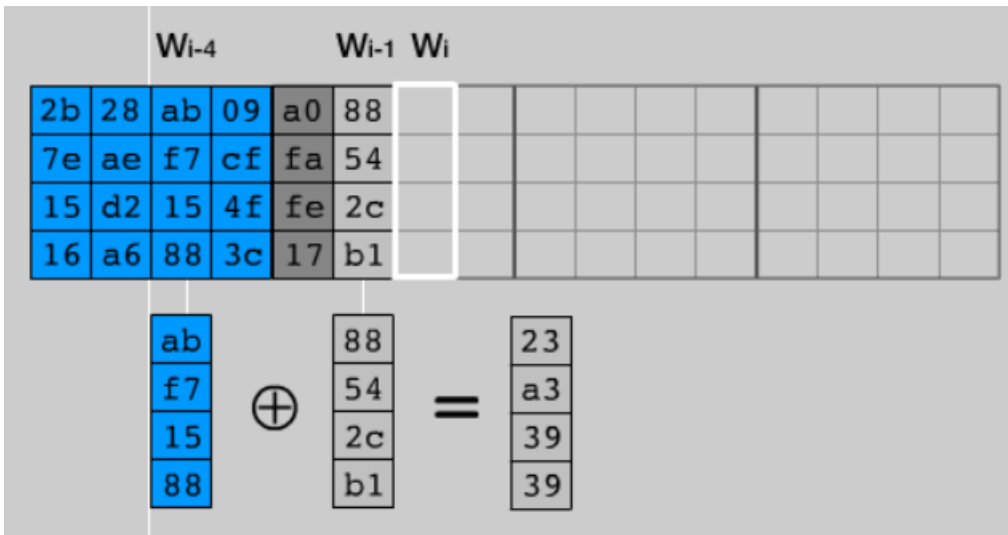 Wi-4 Wi-1 Wi
2b 28 ab 09 a0 88
7e ae f7 cf fa 54
15 d2 15 4f fe 2c
16 a6 88 3c 17 b1
ab 88 23
f7 54 a3
⊕ =
15 2c 39
88 b1 39